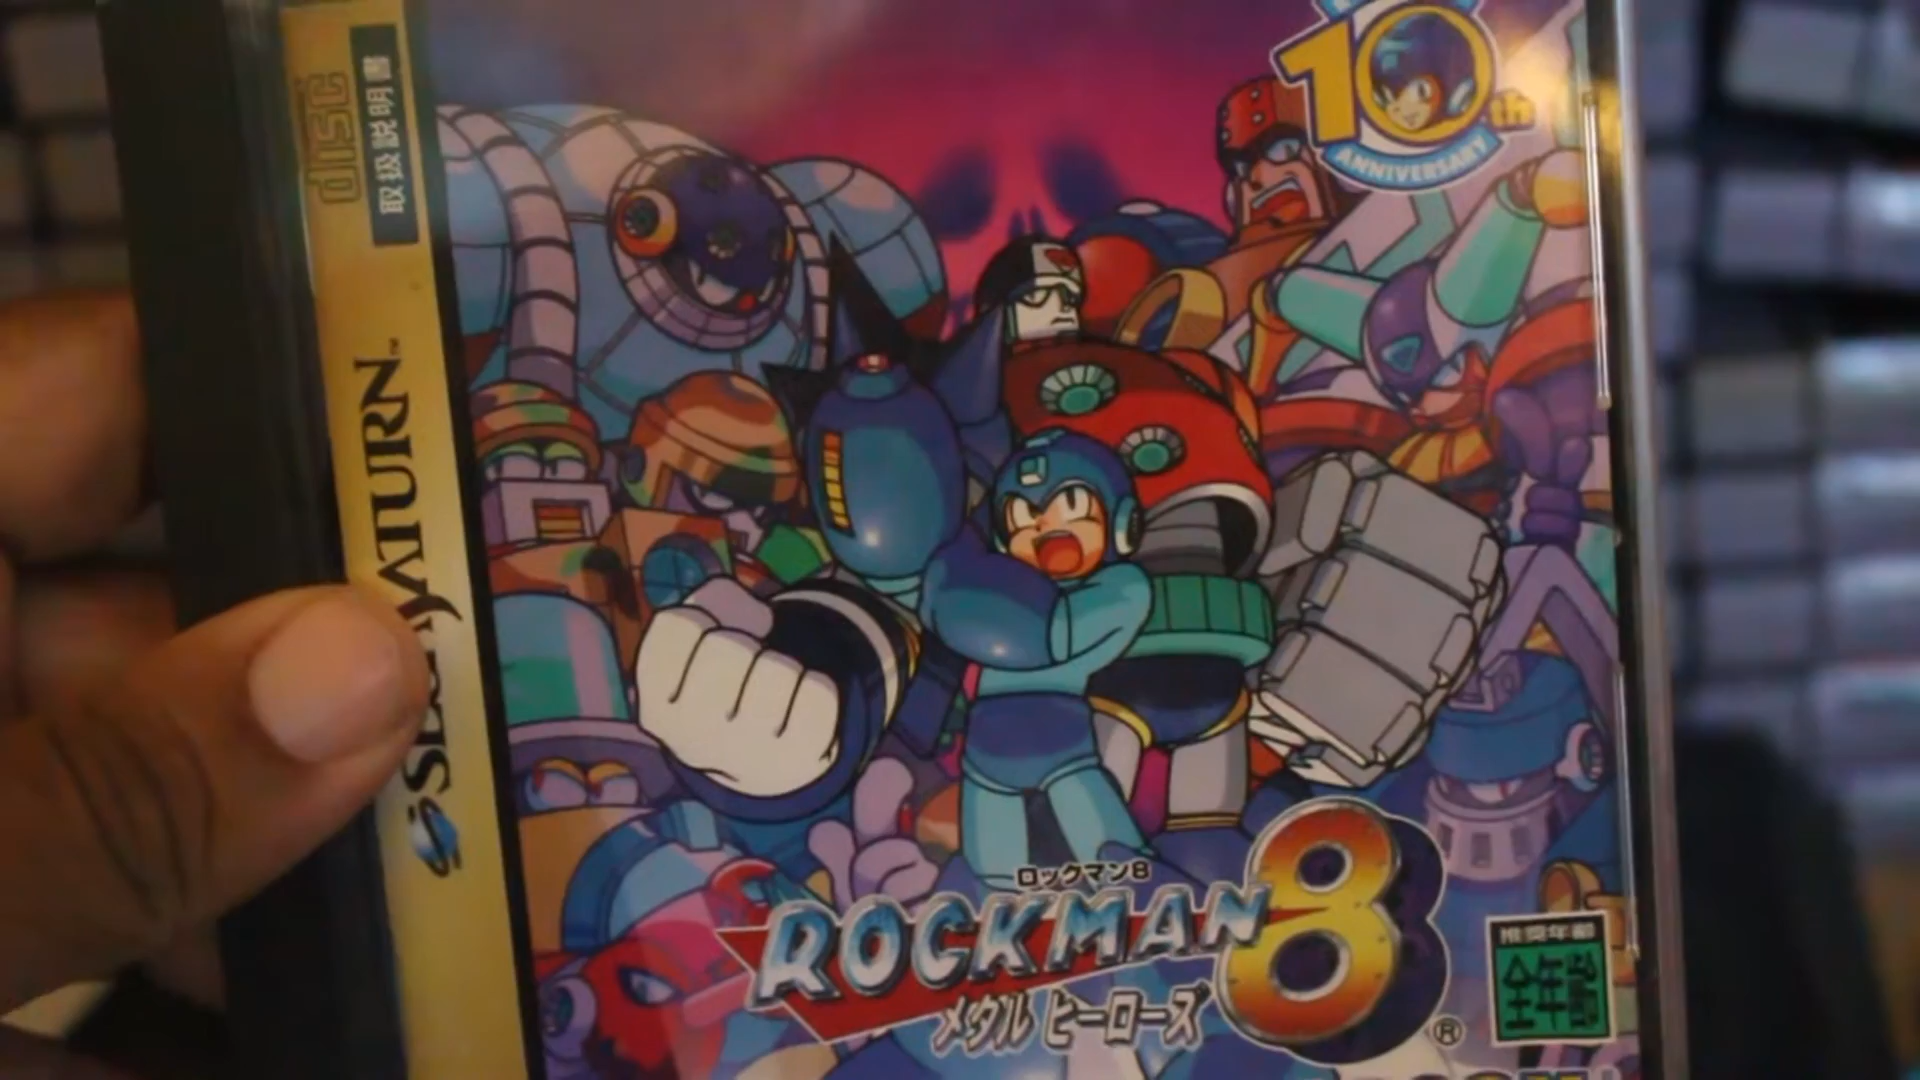 disc
取扱説明書
SEGA SATURN™
10th
ANNIVERSARY
ロックマン8
ROCKMAN 8
メタルヒーローズ
®
推奨年齢
全年齢